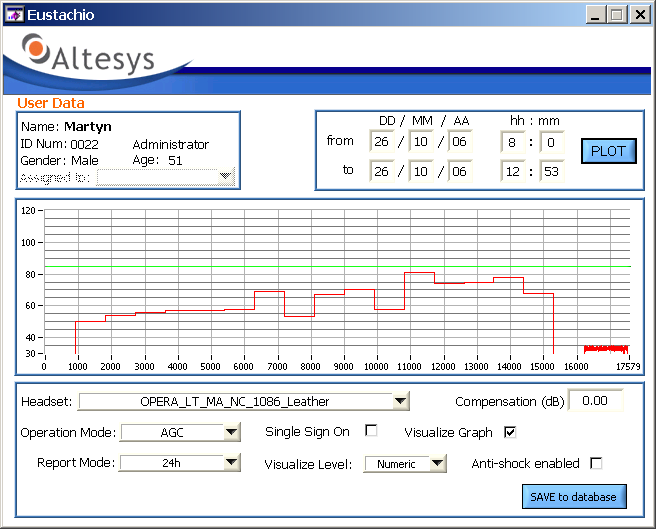 Eustachio
Altesys
User Data
Name: Martyn
ID Num: 0022 Administrator
Gender: Male Age: 51
Assigned to:
DD / MM / AA hh : mm
from 26 / 10 / 06 8 : 0
to 26 / 10 / 06 12 : 53
PLOT
120
100
80
60
40
30
0 1000 2000 3000 4000 5000 6000 7000 8000 9000 10000 11000 12000 13000 14000 15000 16000 17579
Headset: OPERA_LT_MA_NC_1086_Leather Compensation (dB) 0.00
Operation Mode: AGC Single Sign On Visualize Graph
Report Mode: 24h Visualize Level: Numeric Anti-shock enabled
SAVE to database